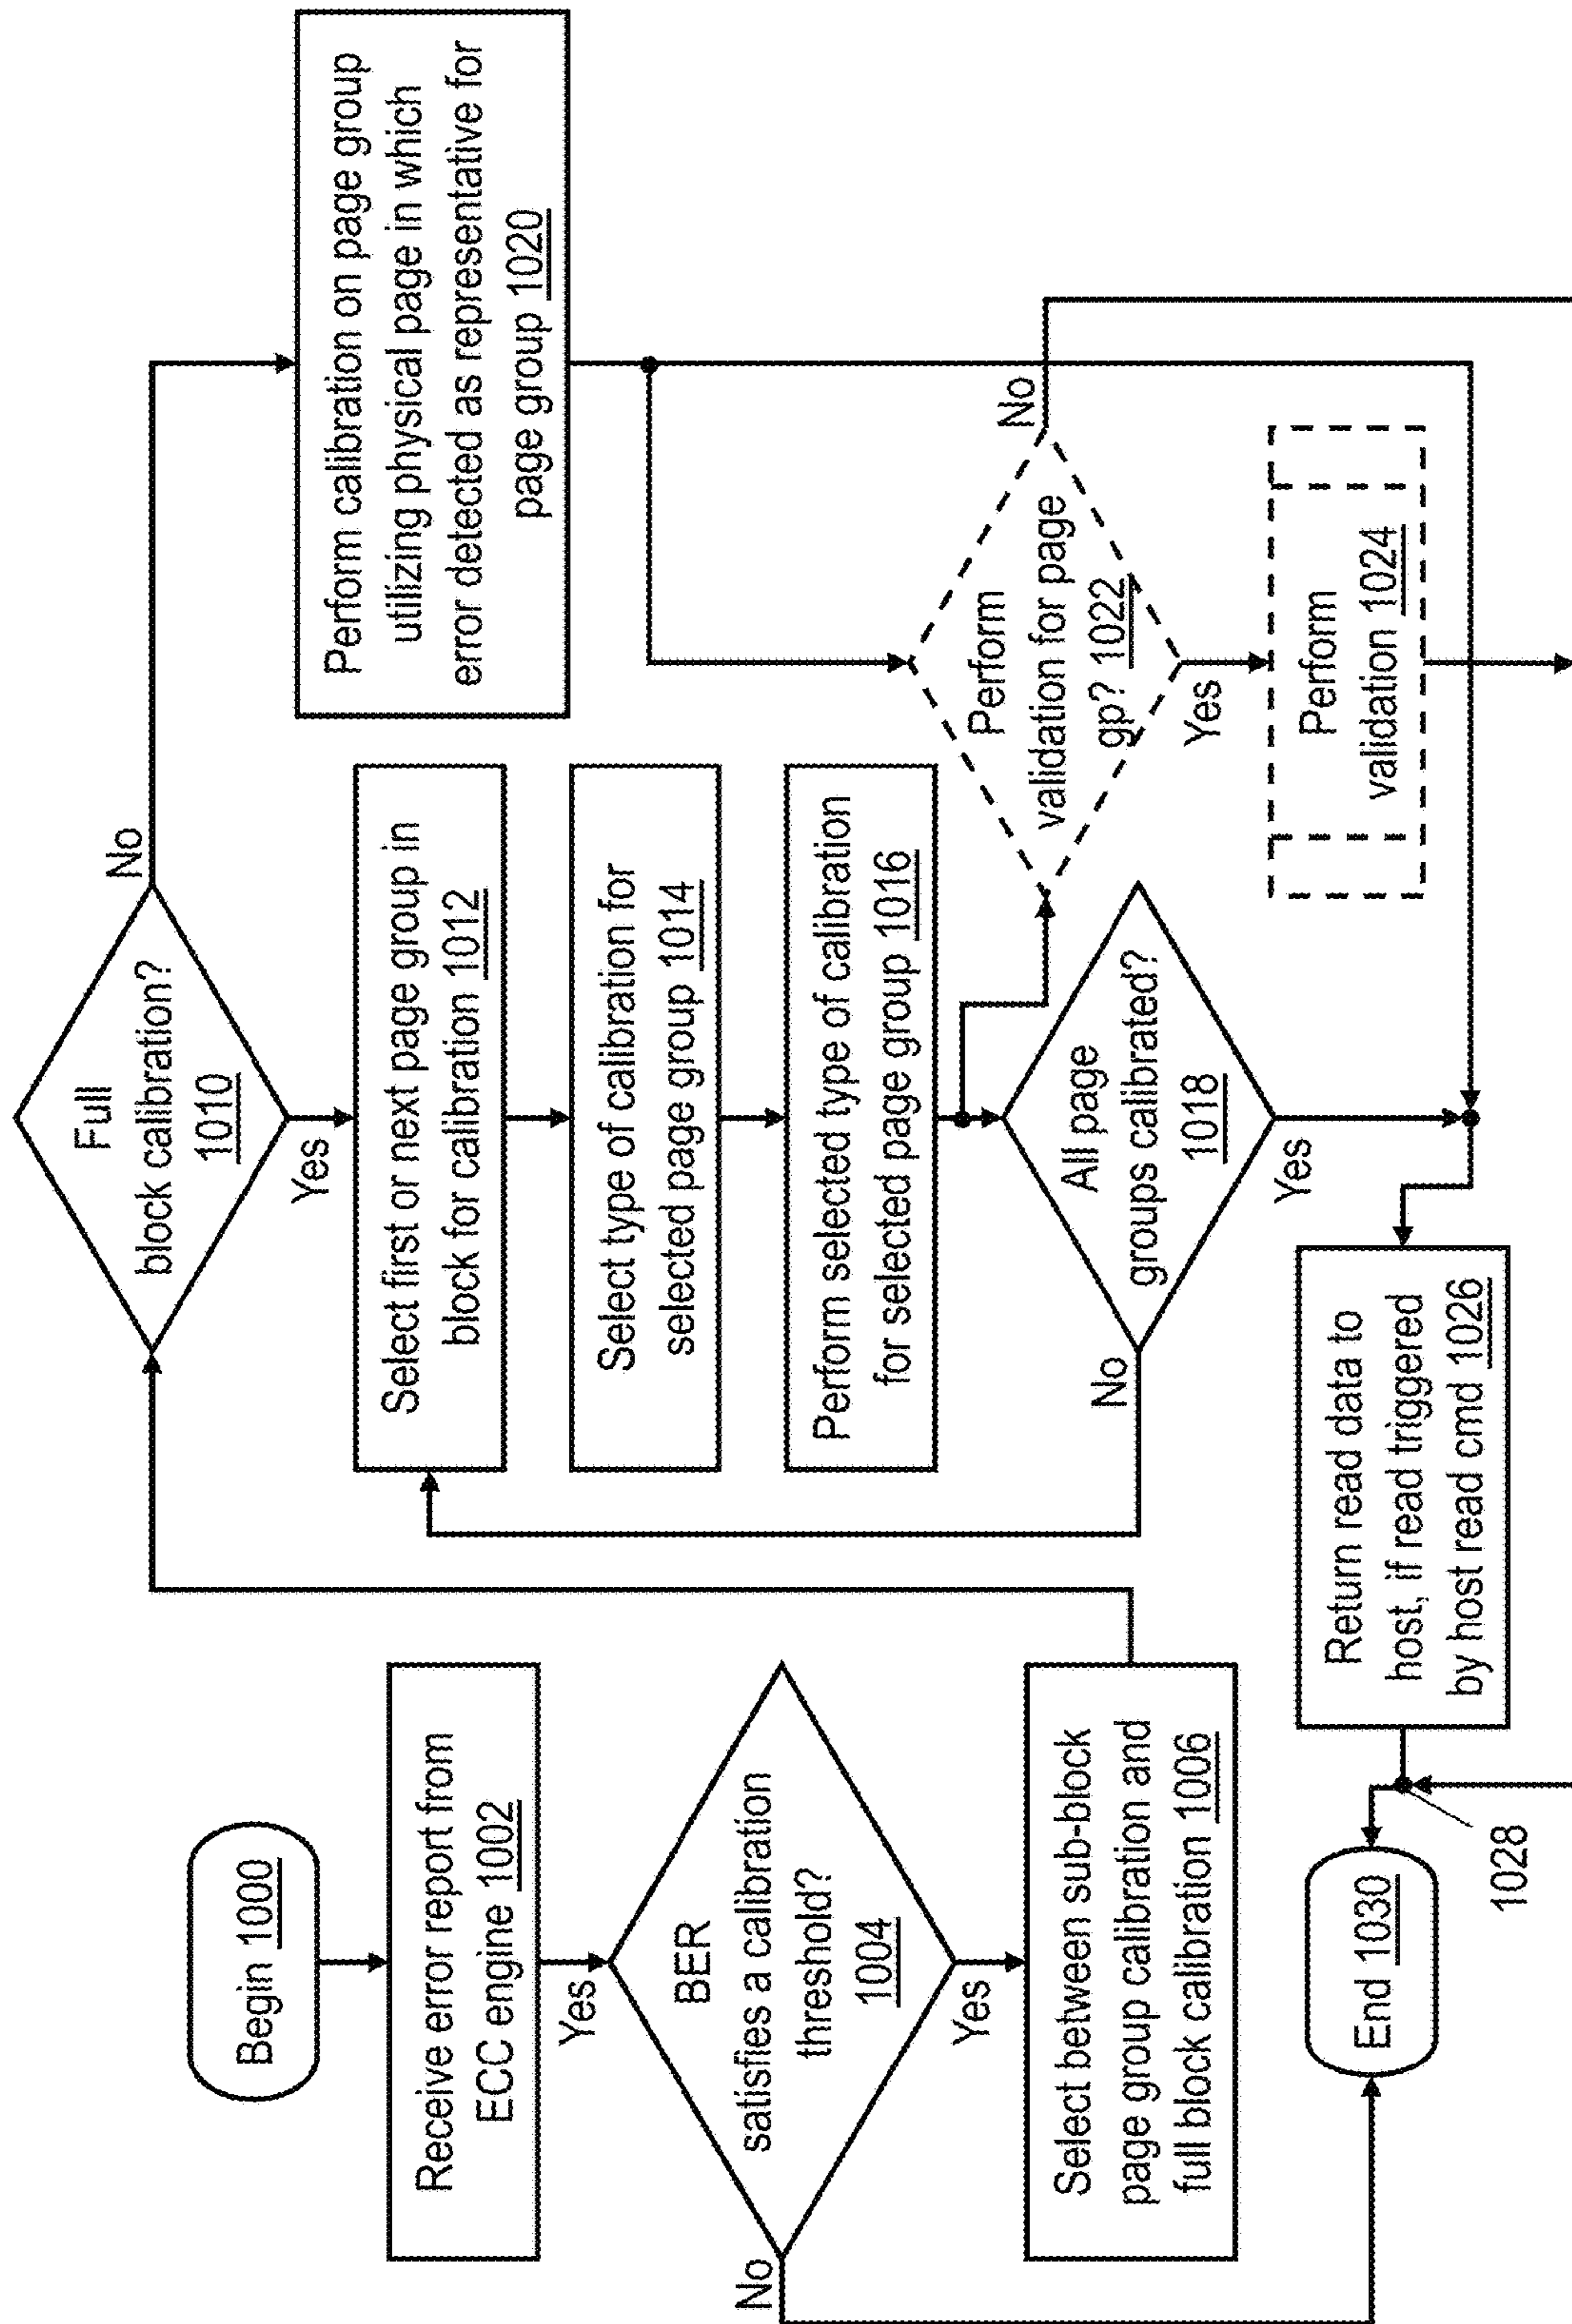 Begin 1000
Receive error report from
ECC engine 1002
Yes
BER
satisfies a calibration
threshold?
1004
No
Yes
Select between sub-block
page group calibration and
full block calibration 1006
Full
block calibration?
1010
No
Yes
Select first or next page group in
block for calibration 1012
Select type of calibration for
selected page group 1014
Perform selected type of calibration
for selected page group 1016
All page
groups calibrated?
1018
No
Yes
Perform calibration on page group
utilizing physical page in which
error detected as representative for
page group 1020
Perform
validation for page
gp? 1022
No
Yes
Perform
validation 1024
Return read data to
host, if read triggered
by host read cmd 1026
1028
End 1030